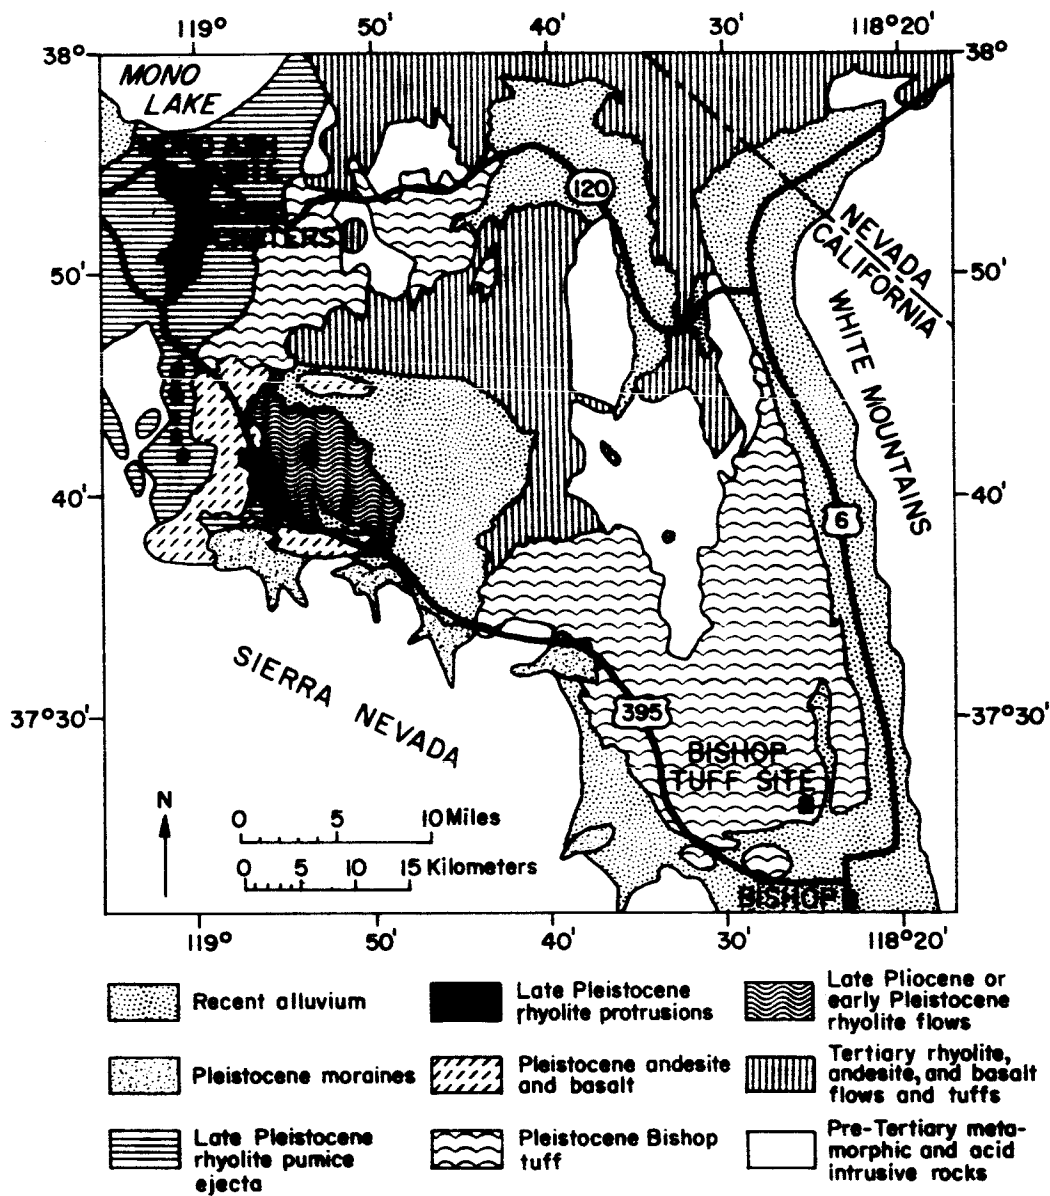 119° 50' 40' 30' 118°20'
38° 38°
MONO
LAKE
MONO
CRATERS
120
NEVADA
CALIFORNIA
50' 50'
WHITE MOUNTAINS
40' 40'
6
SIERRA NEVADA
37°30' 37°30'
395
BISHOP
TUFF SITE
N
0 5 10 Miles
0 5 10 15 Kilometers
BISHOP
119° 50' 40' 30' 118°20'
Recent alluvium
Pleistocene moraines
Late Pleistocene
rhyolite pumice
ejecta
Late Pleistocene
rhyolite protrusions
Pleistocene andesite
and basalt
Pleistocene Bishop
tuff
Late Pliocene or
early Pleistocene
rhyolite flows
Tertiary rhyolite,
andesite, and basalt
flows and tuffs
Pre-Tertiary meta-
morphic and acid
intrusive rocks